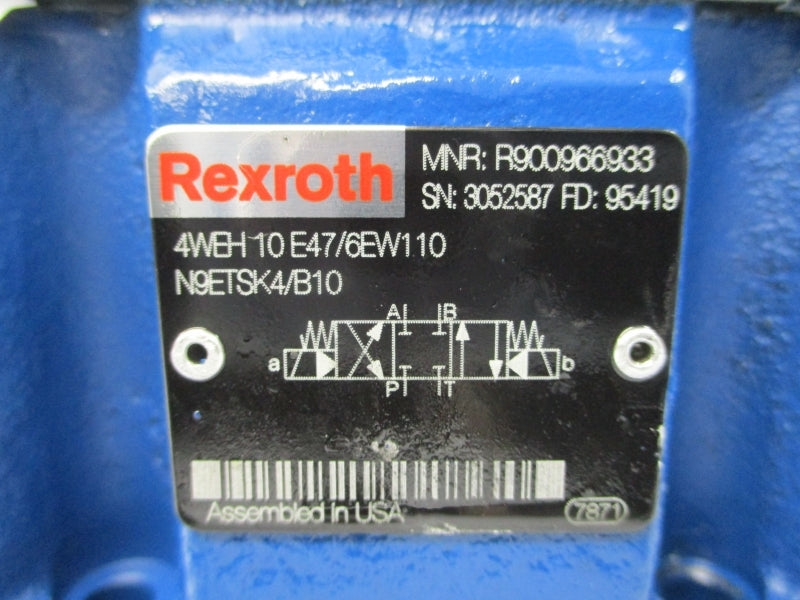 Rexroth
MNR: R900966933
SN: 3052587 FD: 95419
4WEH 10 E47/6EW110
N9ETSK4/B10
A B
a b
P T
Assembled in USA
7871